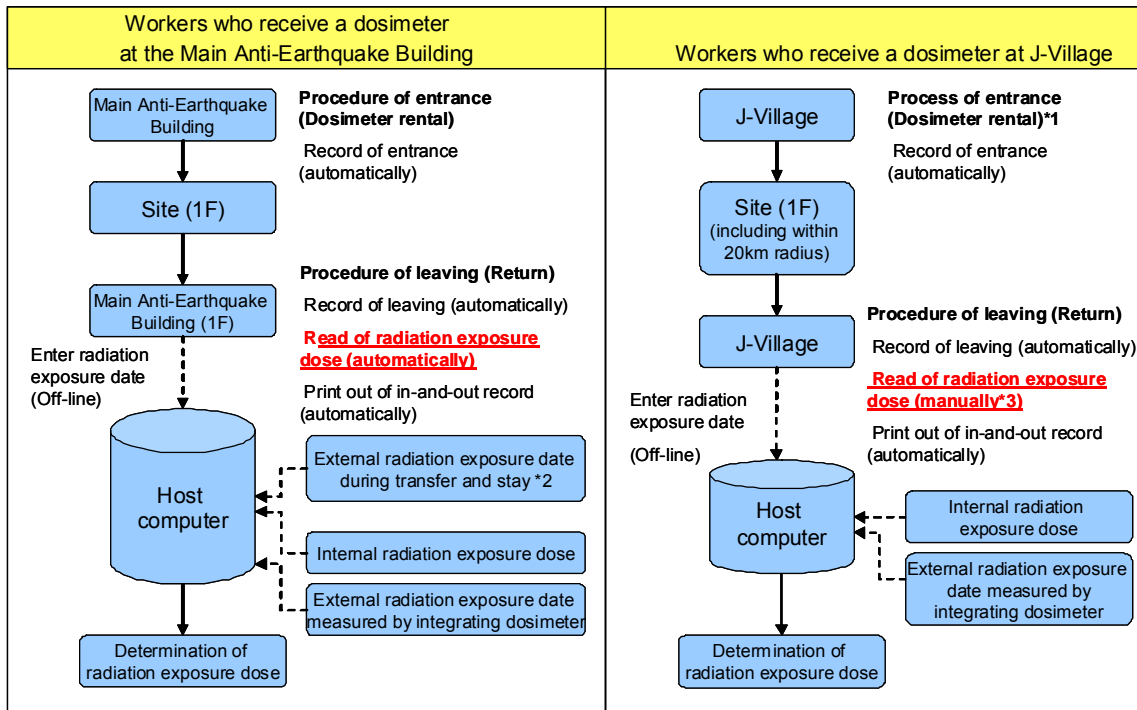 Workers who receive a dosimeter
at the Main Anti-Earthquake Building
Main Anti-Earthquake
Building
Procedure of entrance
(Dosimeter rental)
Record of entrance
(automatically)
Site (1F)
Main Anti-Earthquake
Building (1F)
Procedure of leaving (Return)
Record of leaving (automatically)
Read of radiation exposure
dose (automatically)
Print out of in-and-out record
(automatically)
Enter radiation
exposure date
(Off-line)
Host
computer
External radiation exposure date
during transfer and stay *2
Internal radiation exposure dose
External radiation exposure date
measured by integrating dosimeter
Determination of
radiation exposure dose
Workers who receive a dosimeter at J-Village
J-Village
Process of entrance
(Dosimeter rental)*1
Record of entrance
(automatically)
Site (1F)
(including within
20km radius)
J-Village
Procedure of leaving (Return)
Record of leaving (automatically)
Read of radiation exposure
dose (manually*3)
Print out of in-and-out record
(automatically)
Enter radiation
exposure date
(Off-line)
Host
computer
Internal radiation
exposure dose
External radiation exposure
date measured by
integrating dosimeter
Determination of
radiation exposure dose